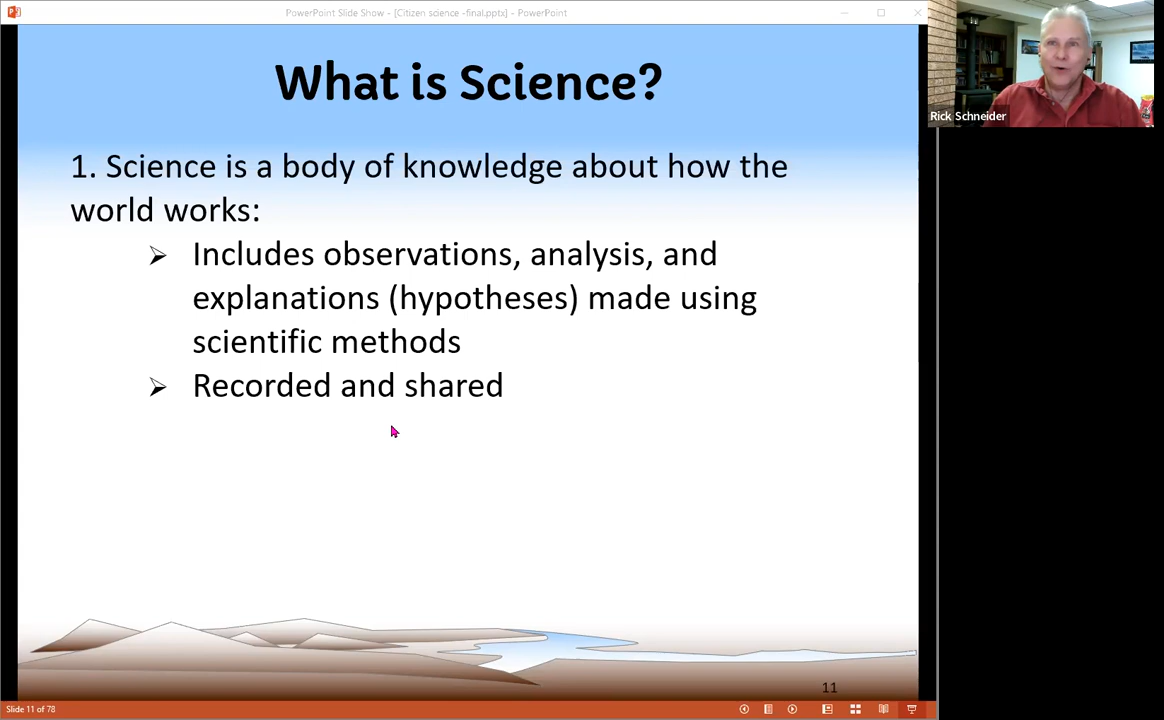 PowerPoint Slide Show - [Citizen science -final.pptx] - PowerPoint
What is Science?
1. Science is a body of knowledge about how the
world works:
➢ Includes observations, analysis, and
explanations (hypotheses) made using
scientific methods
➢ Recorded and shared
11
Slide 11 of 78
Rick Schneider